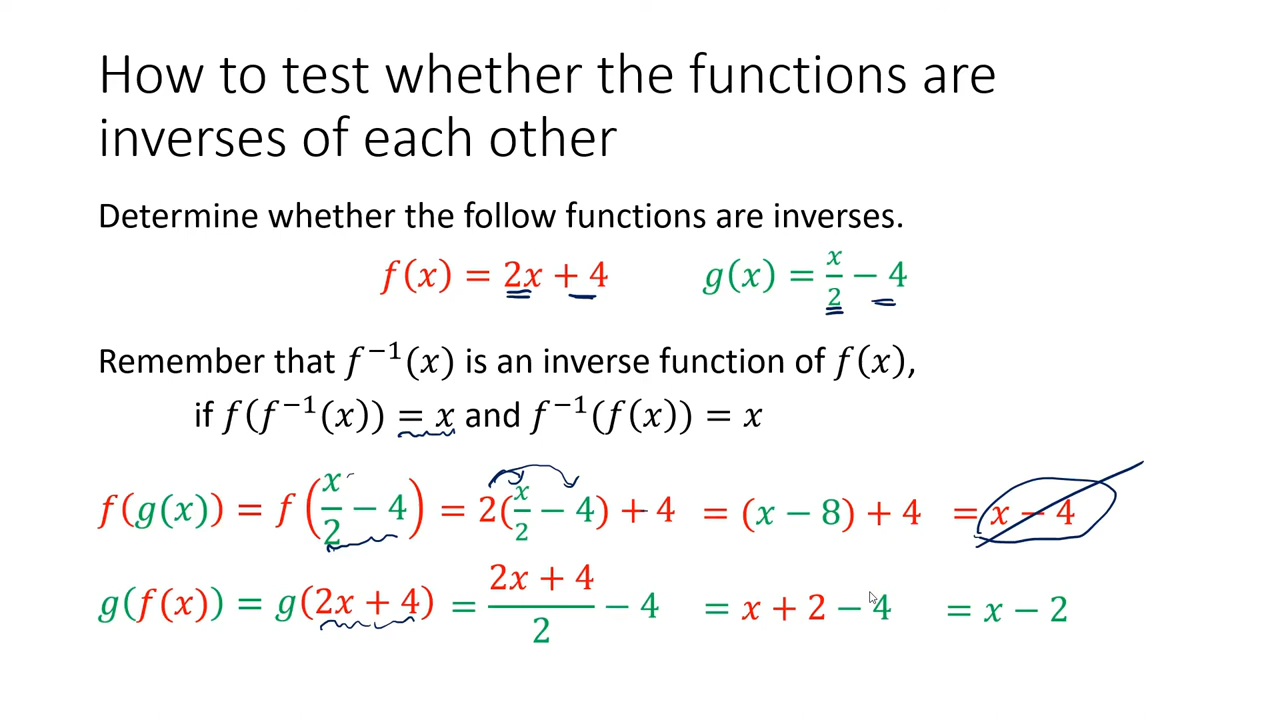 How to test whether the functions are
inverses of each other
Determine whether the follow functions are inverses.
f(x) = 2x + 4 g(x) = x/2 − 4
Remember that f⁻¹(x) is an inverse function of f(x),
if f(f⁻¹(x)) = x and f⁻¹(f(x)) = x
f(g(x)) = f(x/2 − 4) = 2(x/2 − 4) + 4 = (x − 8) + 4 = x − 4
g(f(x)) = g(2x + 4) = (2x + 4)/2 − 4 = x + 2 − 4 = x − 2